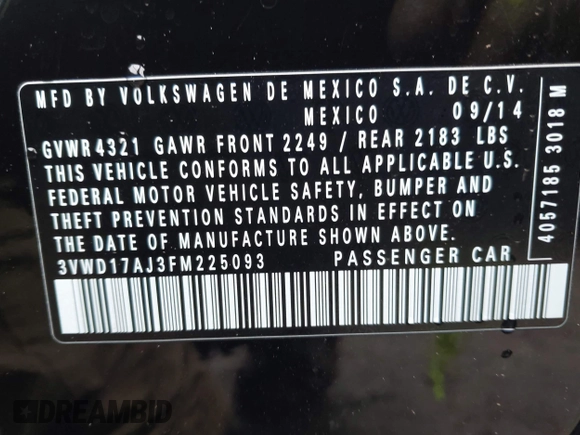 MFD BY VOLKSWAGEN DE MEXICO S.A. DE C.V.
MEXICO 09/14
GVWR 4321 GAWR FRONT 2249 / REAR 2183 LBS
THIS VEHICLE CONFORMS TO ALL APPLICABLE U.S.
FEDERAL MOTOR VEHICLE SAFETY, BUMPER AND
THEFT PREVENTION STANDARDS IN EFFECT ON
THE DATE OF MANUFACTURE SHOWN ABOVE.
3VWD17AJ3FM225093 PASSENGER CAR
4057185 3018 M
DREAMBID